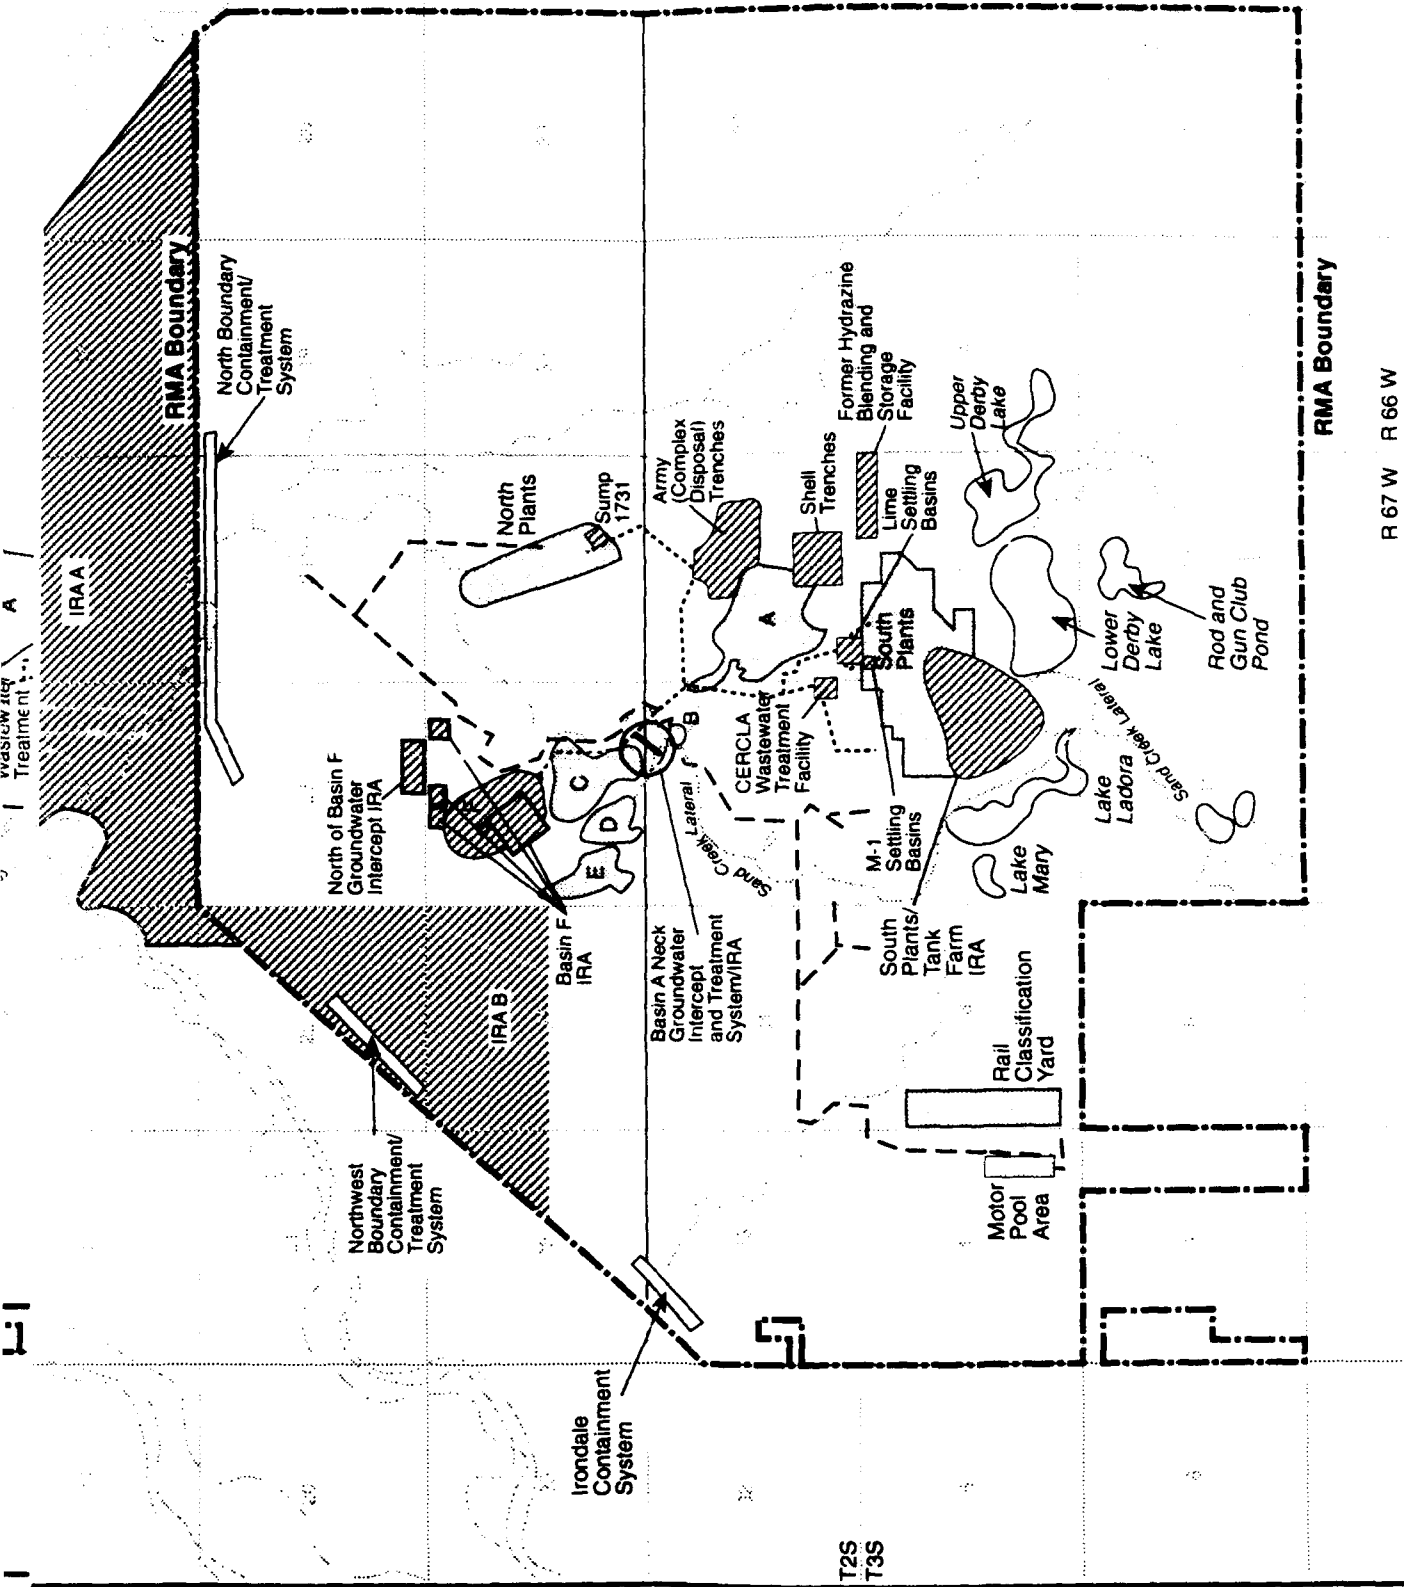 Treatment
A
IRA A
RMA Boundary
North Boundary
Containment/
Treatment
System
North
Plants
Sump
1731
Army
(Complex
Disposal)
Trenches
Shell
Trenches
Former Hydrazine
Blending and
Storage
Facility
Lime
Settling
Basins
Upper
Derby
Lake
RMA Boundary
R 67 W R 66 W
North of Basin F
Groundwater
Intercept IRA
F
C
D
E
A
B
South
Plants
CERCLA
Wastewater
Treatment
Facility
Lower
Derby
Lake
Rod and
Gun Club
Pond
Sand Creek Lateral
Sand Creek Lateral
Lake
Ladora
Lake
Mary
M-1
Settling
Basins
South
Plants/
Tank
Farm
IRA
Basin F
IRA
IRA B
Basin A Neck
Groundwater
Intercept
and Treatment
System/IRA
Rail
Classification
Yard
Motor
Pool
Area
Northwest
Boundary
Containment/
Treatment
System
Irondale
Containment
System
T2S
T3S